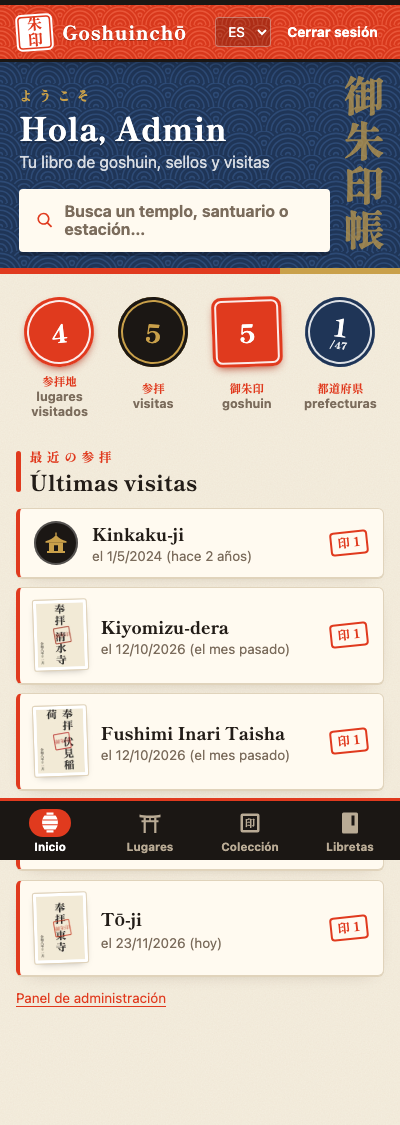 朱印
Goshuinchō
ES
Cerrar sesión
ようこそ
Hola, Admin
Tu libro de goshuin, sellos y visitas
御朱印帳
Busca un templo, santuario o
estación...
4
参拝地
lugares
visitados
5
参拝
visitas
5
御朱印
goshuin
1
/47
都道府県
prefecturas
最近の参拝
Últimas visitas
Kinkaku-ji
el 1/5/2024 (hace 2 años)
印 1
奉拝 清水寺
Kiyomizu-dera
el 12/10/2026 (el mes pasado)
印 1
奉拝 伏見稲荷
Fushimi Inari Taisha
el 12/10/2026 (el mes pasado)
印 1
Inicio
Lugares
印
Colección
Libretas
奉拝 東寺
Tō-ji
el 23/11/2026 (hoy)
印 1
Panel de administración